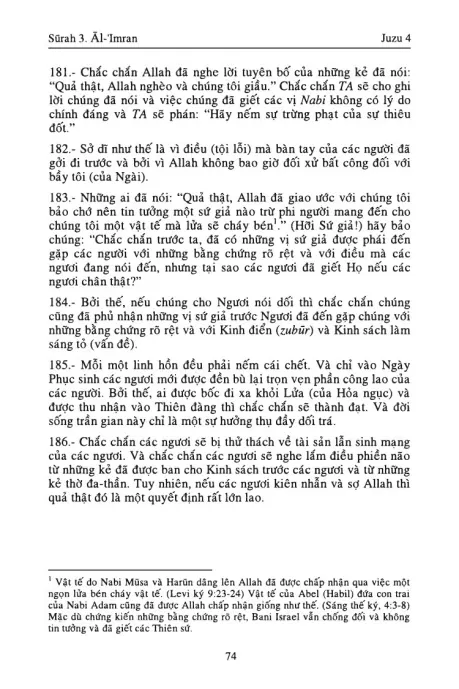 Sūrah 3. Āl-'Imran Juzu 4
181.- Chắc chắn Allah đã nghe lời tuyên bố của những kẻ đã nói:
“Quả thật, Allah nghèo và chúng tôi giầu.” Chắc chắn TA sẽ cho ghi
lời chúng đã nói và việc chúng đã giết các vị Nabi không có lý do
chính đáng và TA sẽ phán: “Hãy nếm sự trừng phạt của sự thiêu
đốt.”
182.- Sở dĩ như thế là vì điều (tội lỗi) mà bàn tay của các người đã
gởi đi trước và bởi vì Allah không bao giờ đối xử bất công đối với
bầy tôi (của Ngài).
183.- Những ai đã nói: “Quả thật, Allah đã giao ước với chúng tôi
bảo chớ nên tin tưởng một sứ giả nào trừ phi người mang đến cho
chúng tôi một vật tế mà lửa sẽ cháy bén¹.” (Hỡi Sứ giả!) hãy bảo
chúng: “Chắc chắn trước ta, đã có những vị sứ giả được phái đến
gặp các người với những bằng chứng rõ rệt và với điều mà các
ngươi đang nói đến, nhưng tại sao các ngươi đã giết Họ nếu các
ngươi chân thật?”
184.- Bởi thế, nếu chúng cho Ngươi nói dối thì chắc chắn chúng
cũng đã phủ nhận những vị sứ giả trước Ngươi đã đến gặp chúng với
những bằng chứng rõ rệt và với Kinh điển (zubūr) và Kinh sách làm
sáng tỏ (vấn đề).
185.- Mỗi một linh hồn đều phải nếm cái chết. Và chỉ vào Ngày
Phục sinh các ngươi mới được đền bù lại trọn vẹn phần công lao của
các người. Bởi thế, ai được bốc đi xa khỏi Lửa (của Hỏa ngục) và
được thu nhận vào Thiên đàng thì chắc chắn sẽ thành đạt. Và đời
sống trần gian này chỉ là một sự hưởng thụ đầy dối trá.
186.- Chắc chắn các ngươi sẽ bị thử thách về tài sản lẫn sinh mạng
của các ngươi. Và chắc chắn các ngươi sẽ nghe lắm điều phiền não
từ những kẻ đã được ban cho Kinh sách trước các ngươi và từ những
kẻ thờ đa-thần. Tuy nhiên, nếu các ngươi kiên nhẫn và sợ Allah thì
quả thật đó là một quyết định rất lớn lao.
¹ Vật tế do Nabi Mūsa và Harūn dâng lên Allah đã được chấp nhận qua việc một
ngọn lửa bén cháy vật tế. (Levi ký 9:23-24) Vật tế của Abel (Habil) đứa con trai
của Nabi Adam cũng đã được Allah chấp nhận giống như thế. (Sáng thế ký, 4:3-8)
Mặc dù chứng kiến những bằng chứng rõ rệt, Bani Israel vẫn chống đối và không
tin tưởng và đã giết các Thiên sứ.
74